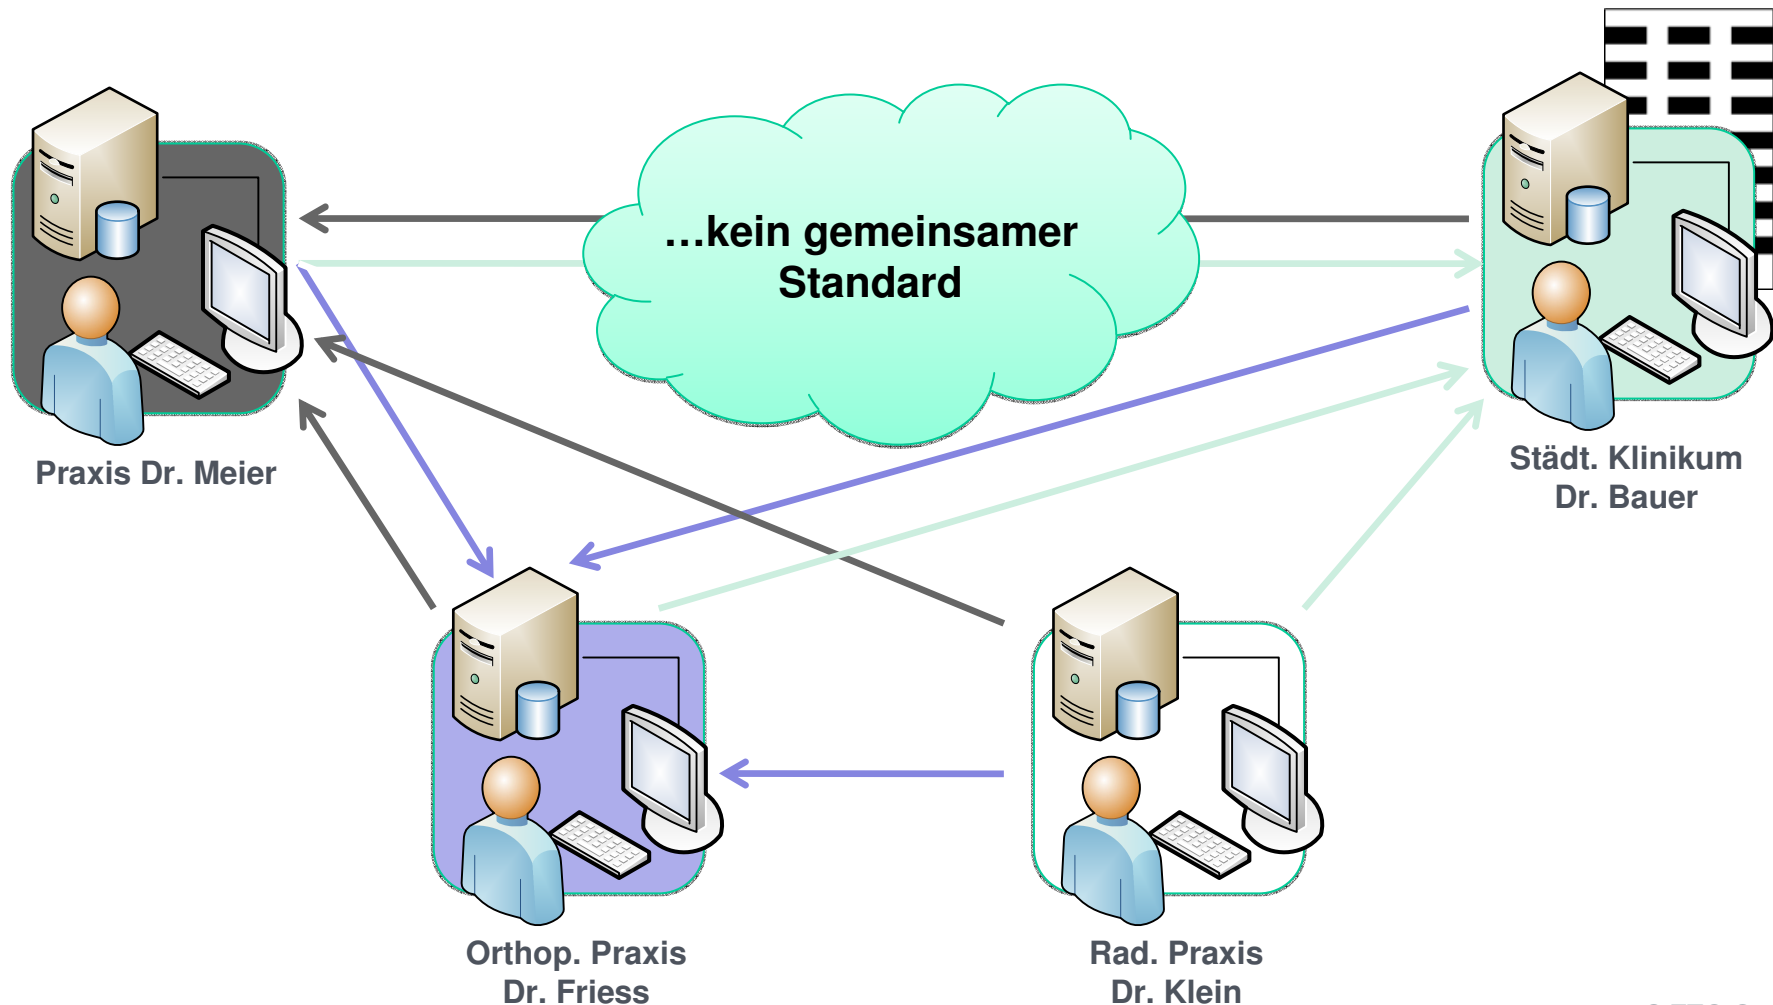 …kein gemeinsamer
Standard
Praxis Dr. Meier
Städt. Klinikum
Dr. Bauer
Orthop. Praxis
Dr. Friess
Rad. Praxis
Dr. Klein